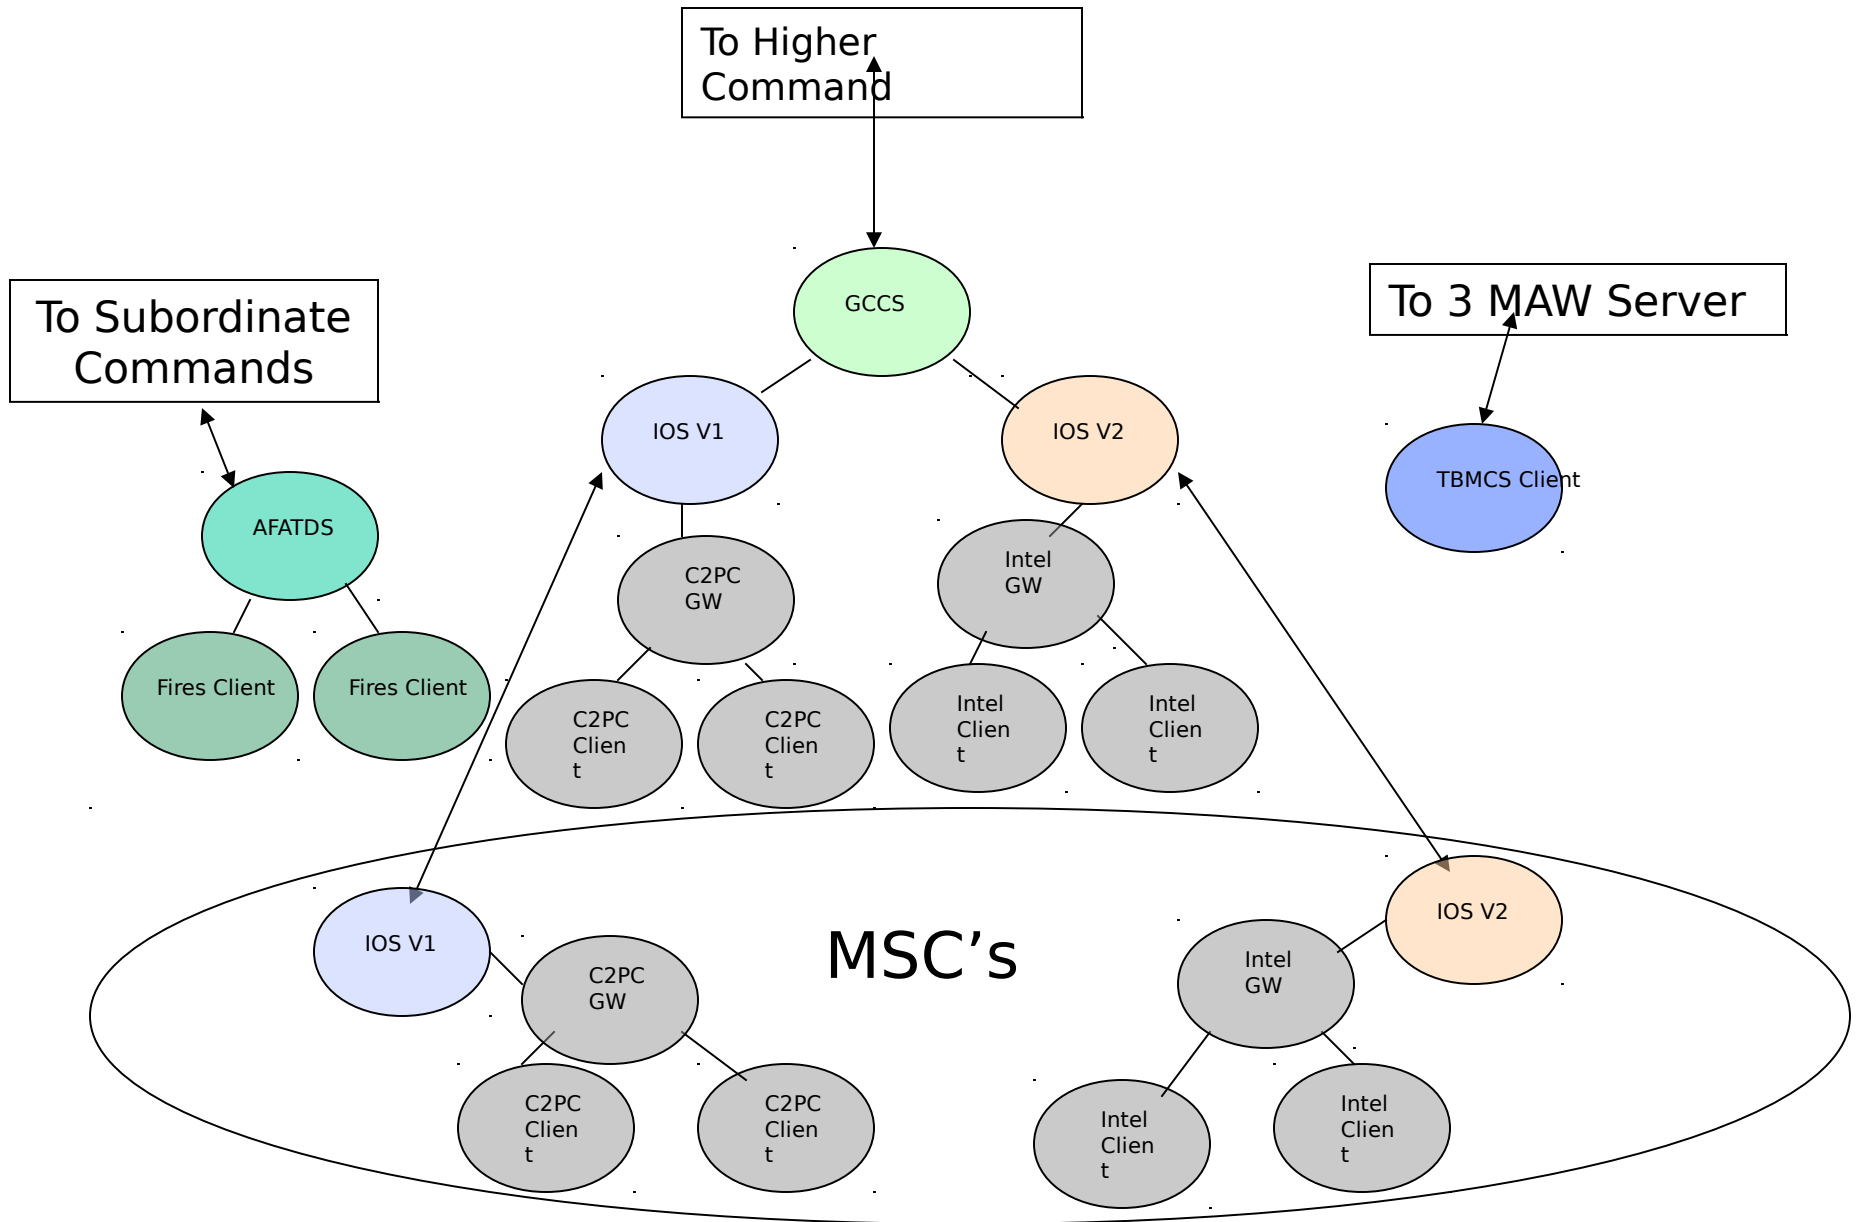 To Higher
Command
GCCS
To Subordinate
Commands
To 3 MAW Server
IOS V1
IOS V2
TBMCS Client
AFATDS
C2PC
GW
Intel
GW
Fires Client
Fires Client
C2PC
Clien
t
C2PC
Clien
t
Intel
Clien
t
Intel
Clien
t
MSC’s
IOS V1
IOS V2
C2PC
GW
Intel
GW
C2PC
Clien
t
C2PC
Clien
t
Intel
Clien
t
Intel
Clien
t